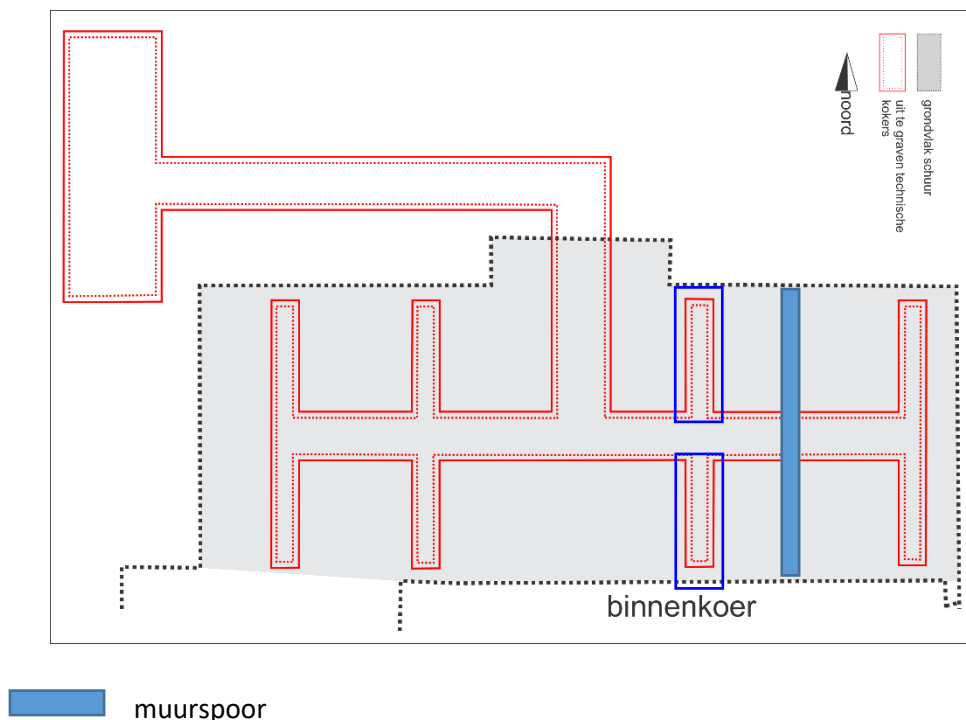 grondvlak schuur
uit te graven technische
kokers
noord
binnenkoer
muurspoor